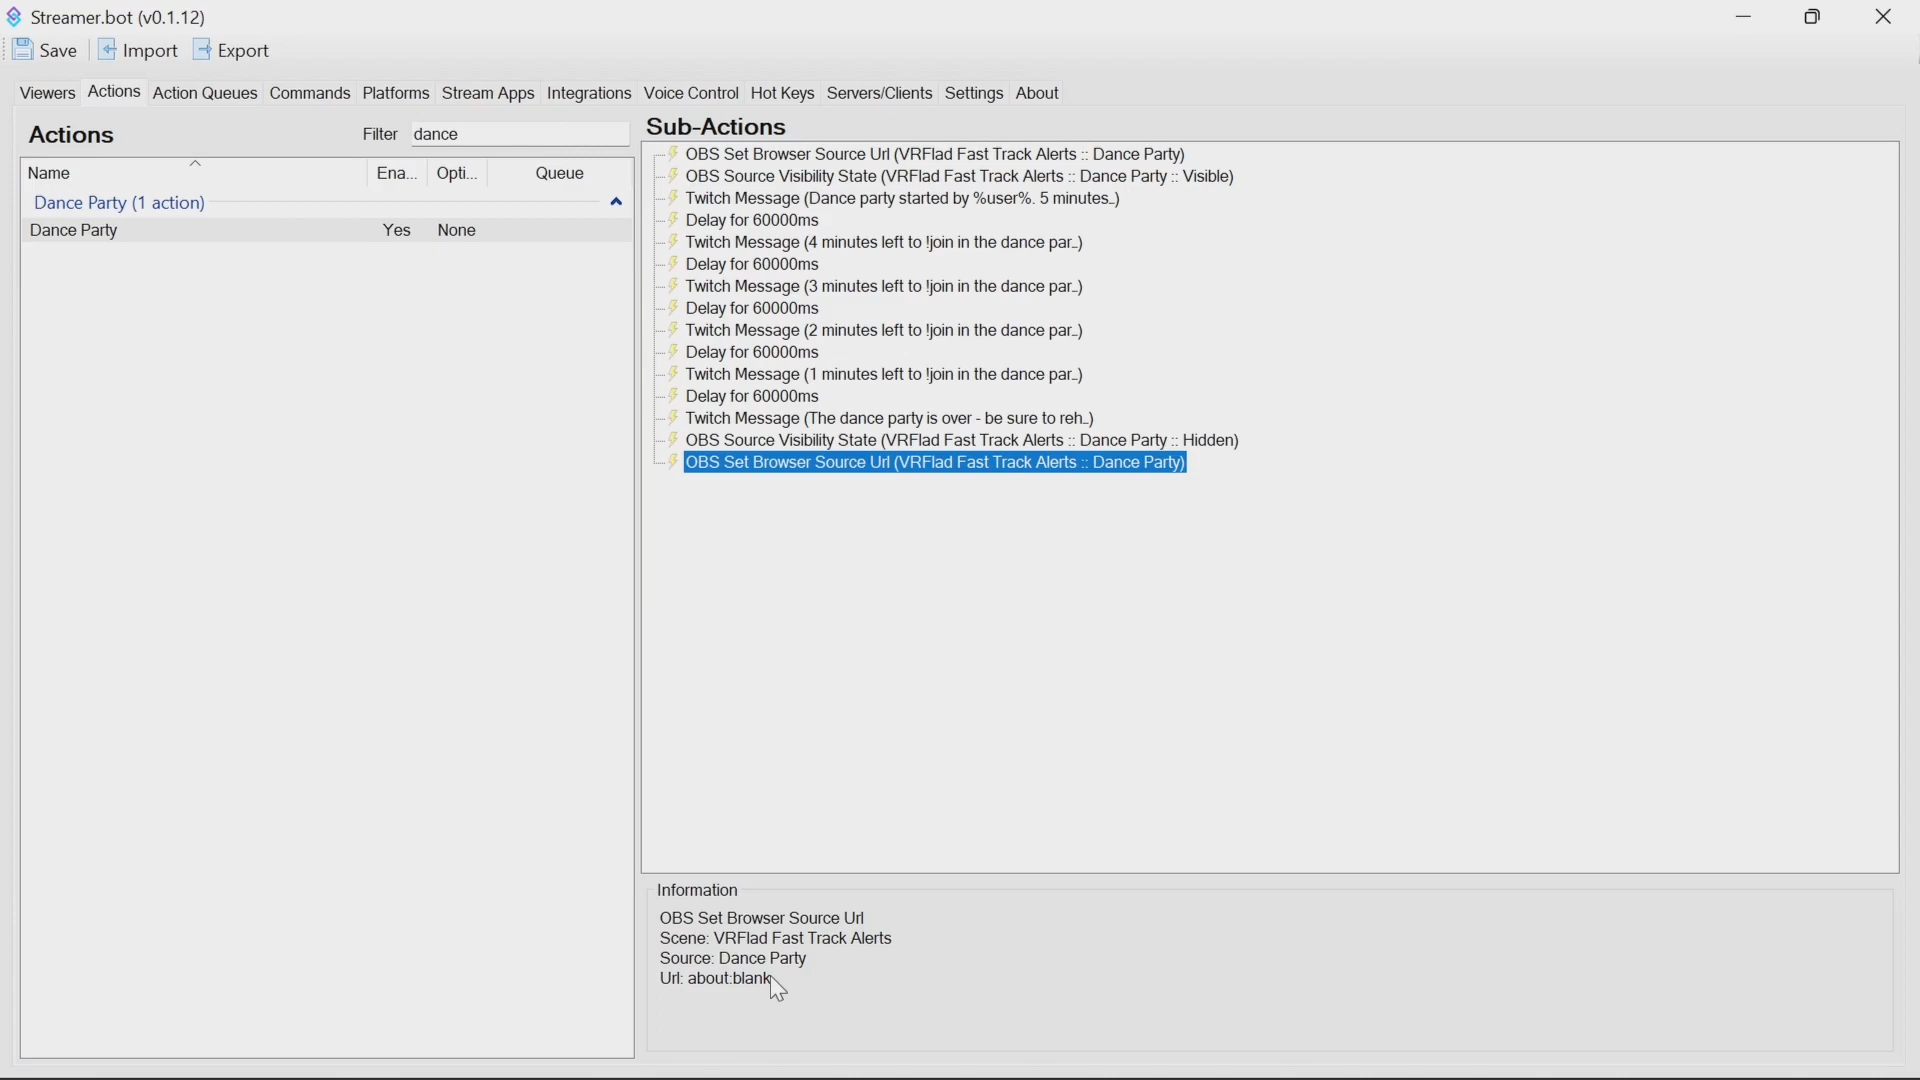 Streamer.bot (v0.1.12)
Save Import Export
Viewers Actions Action Queues Commands Platforms Stream Apps Integrations Voice Control Hot Keys Servers/Clients Settings About
Actions Filter dance
Name Ena... Opti... Queue
Dance Party (1 action)
Dance Party Yes None
Sub-Actions
OBS Set Browser Source Url (VRFlad Fast Track Alerts :: Dance Party)
OBS Source Visibility State (VRFlad Fast Track Alerts :: Dance Party :: Visible)
Twitch Message (Dance party started by %user%. 5 minutes..)
Delay for 60000ms
Twitch Message (4 minutes left to !join in the dance par..)
Delay for 60000ms
Twitch Message (3 minutes left to !join in the dance par..)
Delay for 60000ms
Twitch Message (2 minutes left to !join in the dance par..)
Delay for 60000ms
Twitch Message (1 minutes left to !join in the dance par..)
Delay for 60000ms
Twitch Message (The dance party is over - be sure to reh..)
OBS Source Visibility State (VRFlad Fast Track Alerts :: Dance Party :: Hidden)
OBS Set Browser Source Url (VRFlad Fast Track Alerts :: Dance Party)
Information
OBS Set Browser Source Url
Scene: VRFlad Fast Track Alerts
Source: Dance Party
Url: about:blank